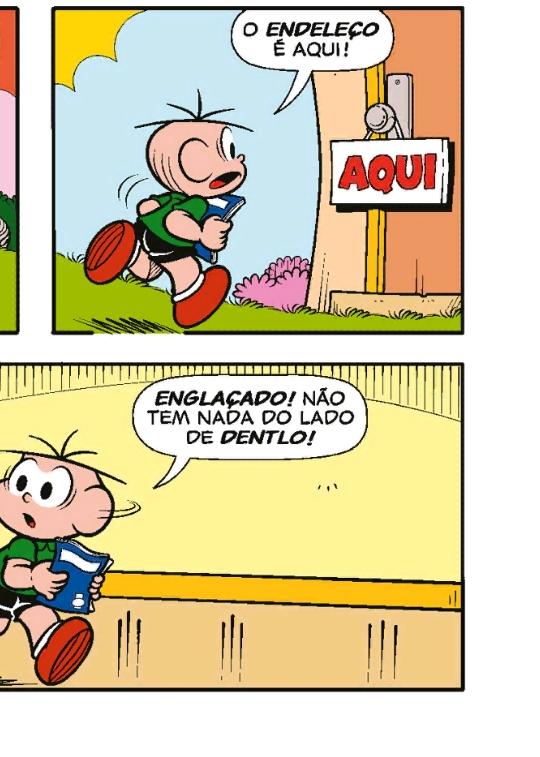 O ENDELEÇO
É AQUI!
AQUI
ENGLAÇADO! NÃO
TEM NADA DO LADO
DE DENTLO!